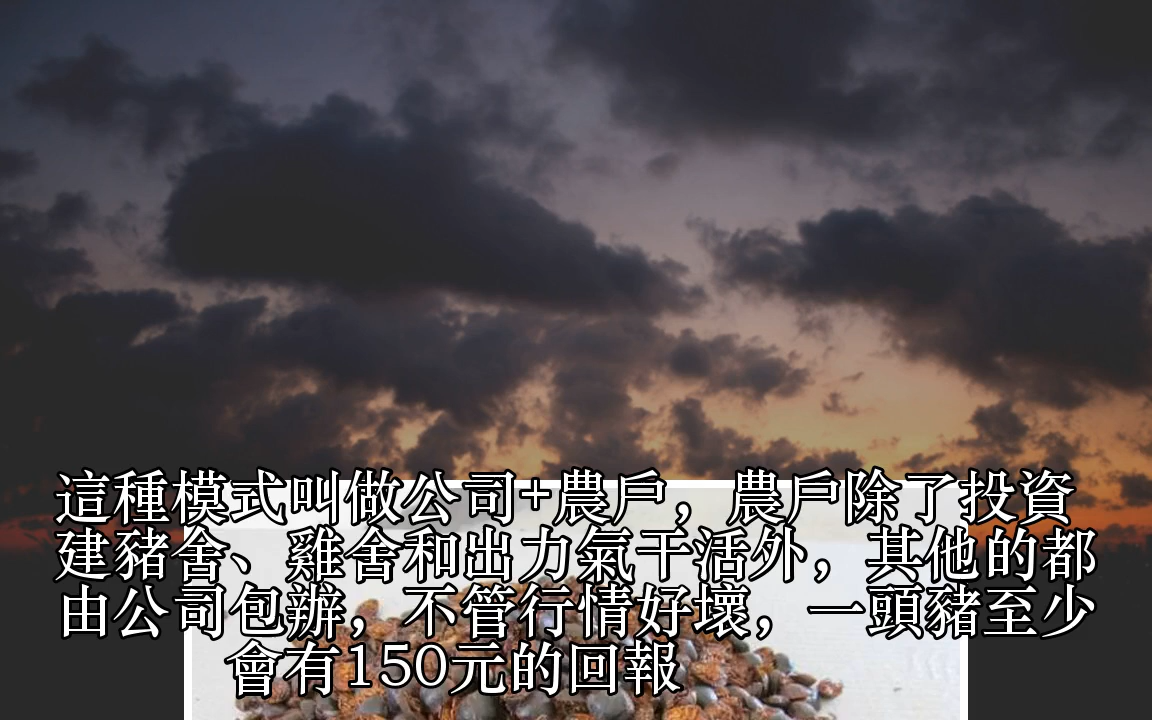 這種模式叫做公司+農戶，農戶除了投資
建豬舍、雞舍和出力氣干活外，其他的都
由公司包辦，不管行情好壞，一頭豬至少
會有150元的回報